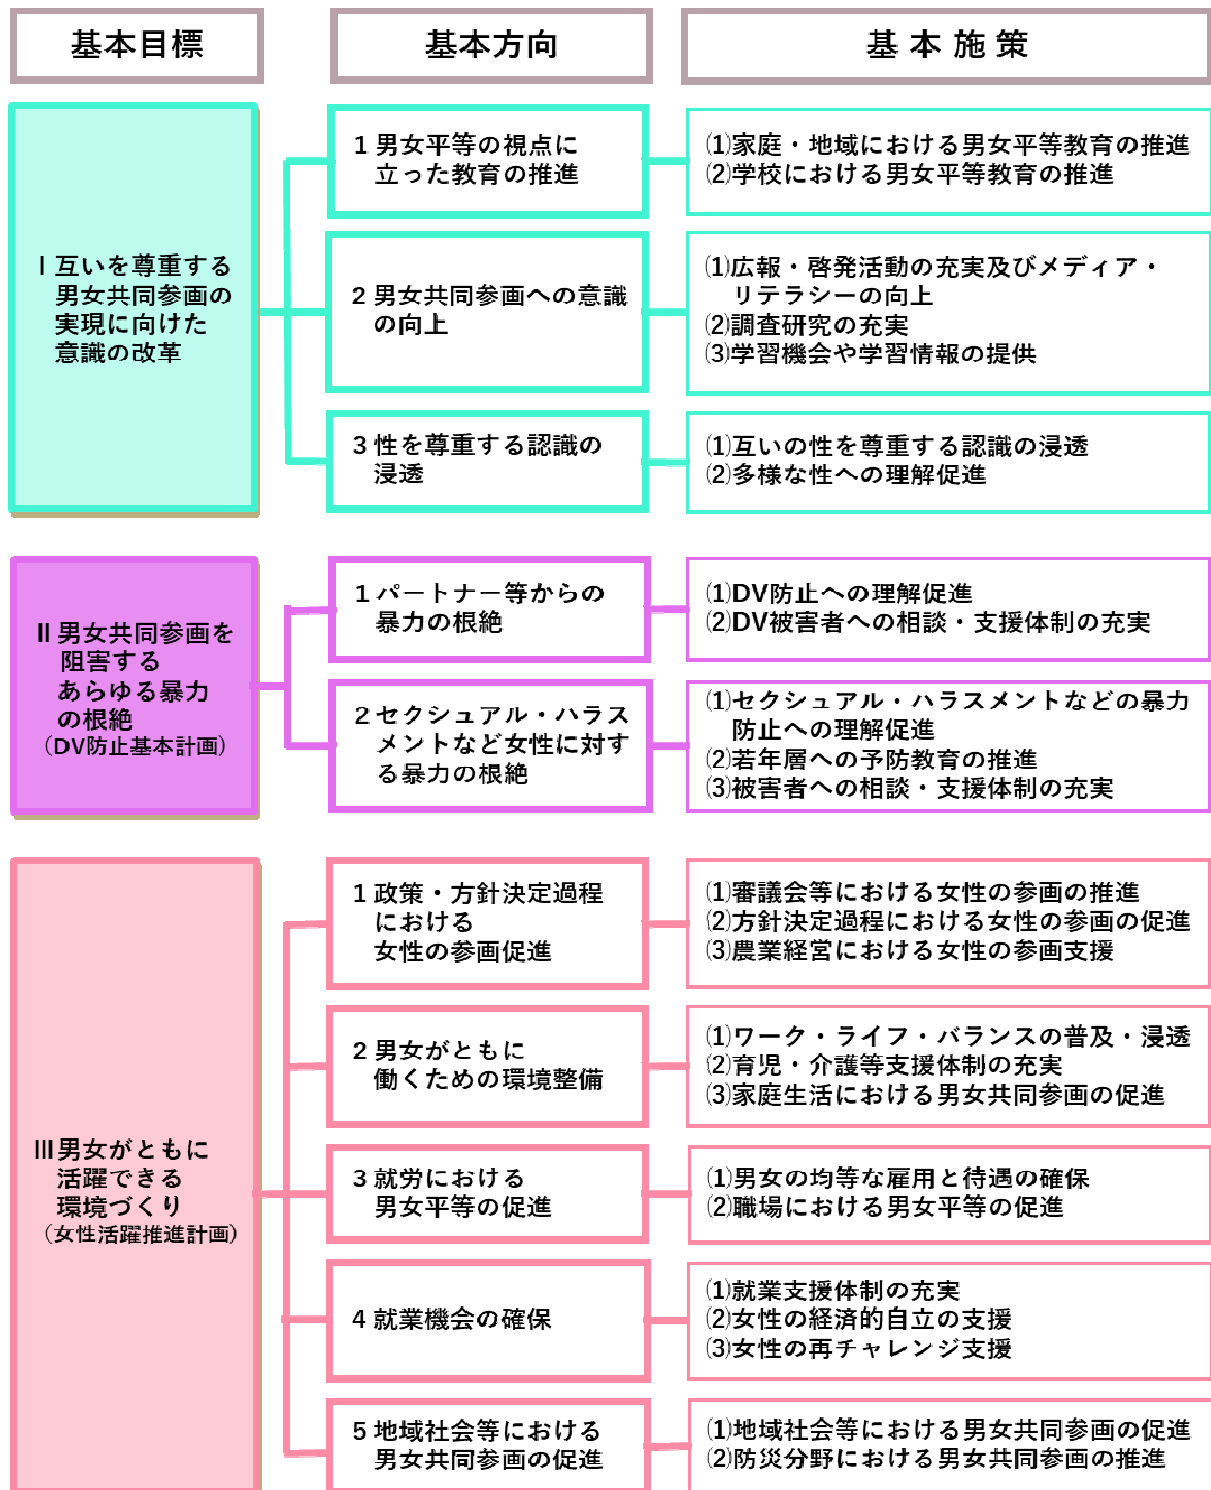 基本目標
基本方向
基本施策
Ⅰ互いを尊重する
男女共同参画の
実現に向けた
意識の改革
1 男女平等の視点に
立った教育の推進
⑴家庭・地域における男女平等教育の推進
⑵学校における男女平等教育の推進
2 男女共同参画への意識
の向上
⑴広報・啓発活動の充実及びメディア・
リテラシーの向上
⑵調査研究の充実
⑶学習機会や学習情報の提供
3 性を尊重する認識の
浸透
⑴互いの性を尊重する認識の浸透
⑵多様な性への理解促進
Ⅱ男女共同参画を
阻害する
あらゆる暴力
の根絶
（DV防止基本計画）
1 パートナー等からの
暴力の根絶
⑴DV防止への理解促進
⑵DV被害者への相談・支援体制の充実
2 セクシュアル・ハラス
メントなど女性に対す
る暴力の根絶
⑴セクシュアル・ハラスメントなどの暴力
防止への理解促進
⑵若年層への予防教育の推進
⑶被害者への相談・支援体制の充実
Ⅲ男女がともに
活躍できる
環境づくり
（女性活躍推進計画）
1 政策・方針決定過程
における
女性の参画促進
⑴審議会等における女性の参画の推進
⑵方針決定過程における女性の参画の促進
⑶農業経営における女性の参画支援
2 男女がともに
働くための環境整備
⑴ワーク・ライフ・バランスの普及・浸透
⑵育児・介護等支援体制の充実
⑶家庭生活における男女共同参画の促進
3 就労における
男女平等の促進
⑴男女の均等な雇用と待遇の確保
⑵職場における男女平等の促進
4 就業機会の確保
⑴就業支援体制の充実
⑵女性の経済的自立の支援
⑶女性の再チャレンジ支援
5 地域社会等における
男女共同参画の促進
⑴地域社会等における男女共同参画の促進
⑵防災分野における男女共同参画の推進